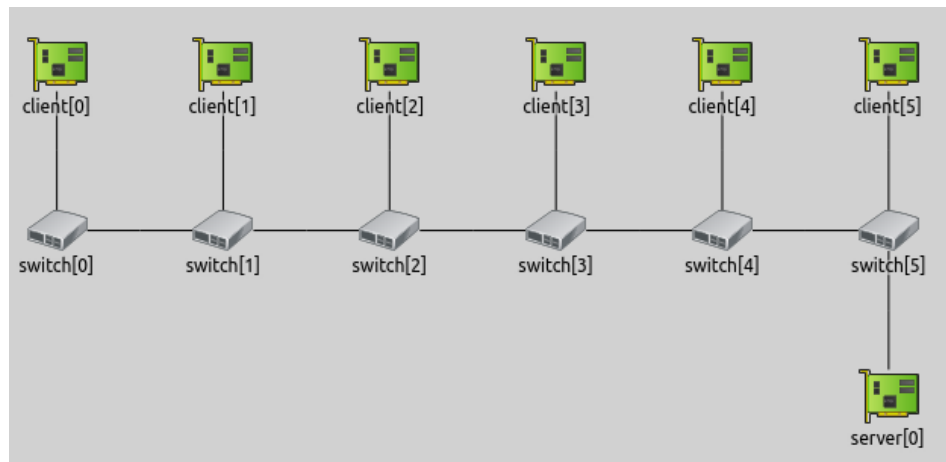 client[0] client[1] client[2] client[3] client[4] client[5]
switch[0] switch[1] switch[2] switch[3] switch[4] switch[5]
server[0]